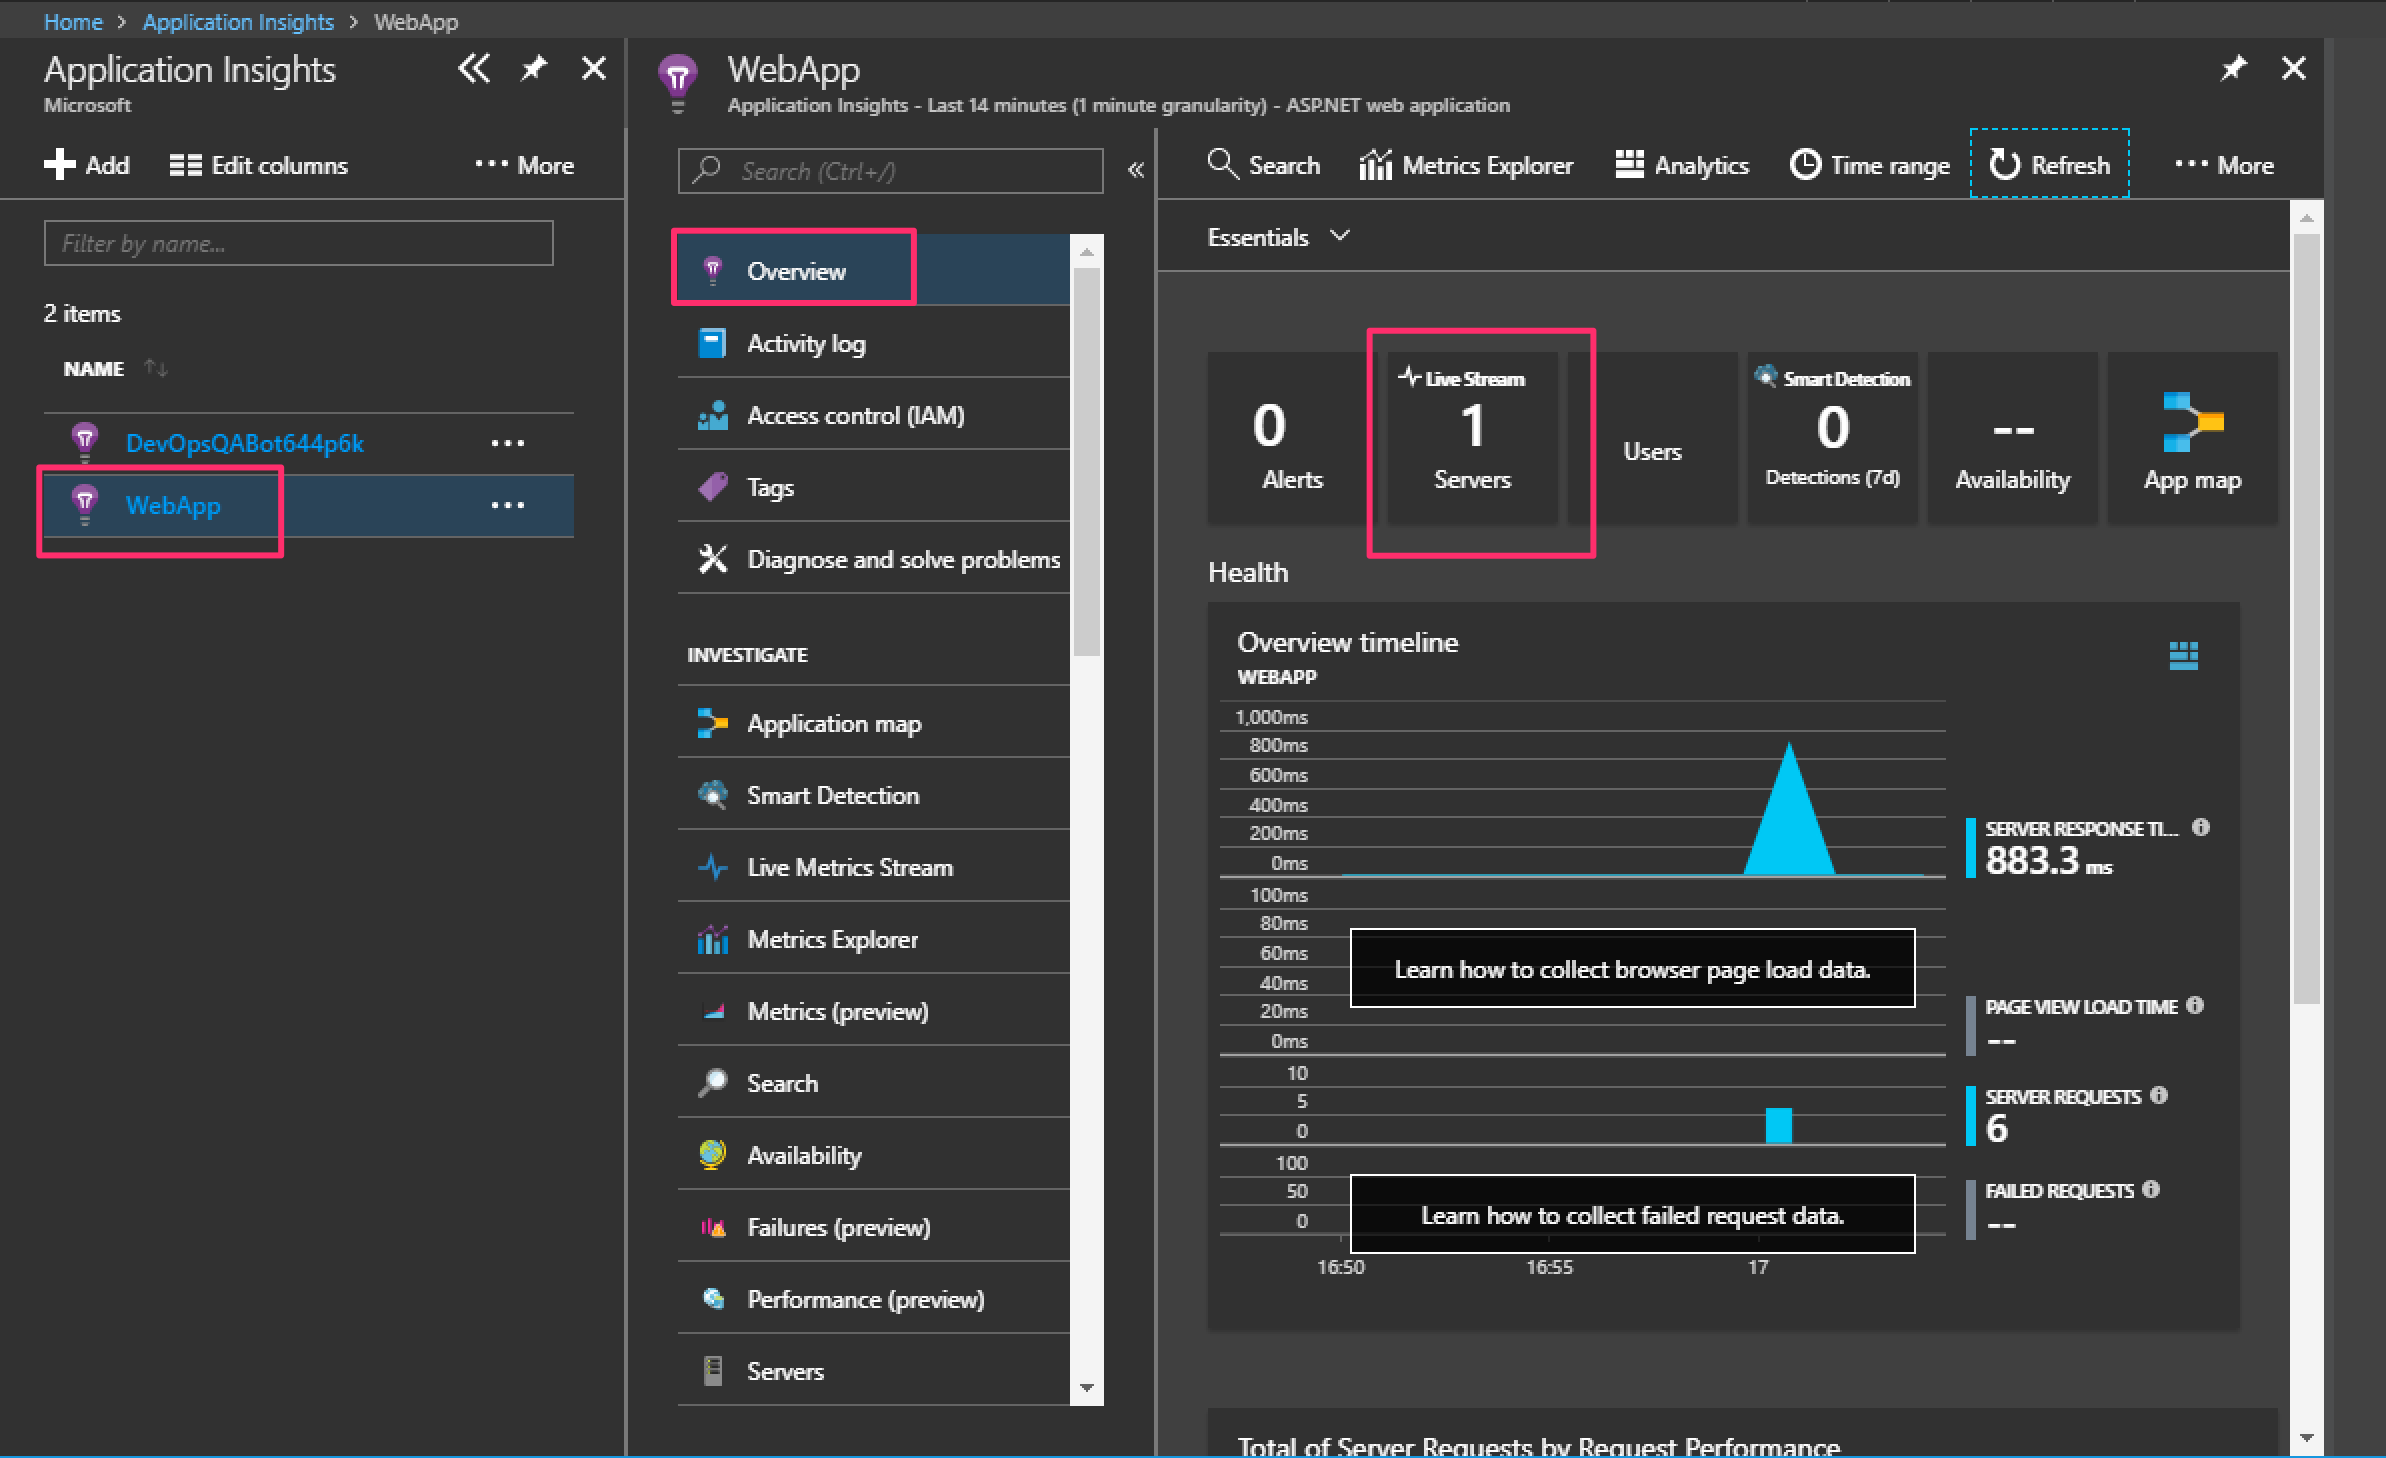 Home > Application Insights > WebApp
Application Insights
Microsoft
Add
Edit columns
••• More
Filter by name...
2 items
NAME
DevOpsQABot644p6k •••
WebApp •••
WebApp
Application Insights - Last 14 minutes (1 minute granularity) - ASP.NET web application
Search (Ctrl+/)
Overview
Activity log
Access control (IAM)
Tags
Diagnose and solve problems
INVESTIGATE
Application map
Smart Detection
Live Metrics Stream
Metrics Explorer
Metrics (preview)
Search
Availability
Failures (preview)
Performance (preview)
Servers
Search
Metrics Explorer
Analytics
Time range
Refresh
••• More
Essentials
0
Alerts
Live Stream
1
Servers
Users
Smart Detection
0
Detections (7d)
--
Availability
App map
Health
Overview timeline
WEBAPP
1,000ms
800ms
600ms
400ms
200ms
0ms
SERVER RESPONSE TI...
883.3 ms
100ms
80ms
60ms
40ms
20ms
0ms
Learn how to collect browser page load data.
PAGE VIEW LOAD TIME
--
10
5
0
SERVER REQUESTS
6
100
50
0
Learn how to collect failed request data.
FAILED REQUESTS
--
16:50
16:55
17
Total of Server Requests by Request Performance